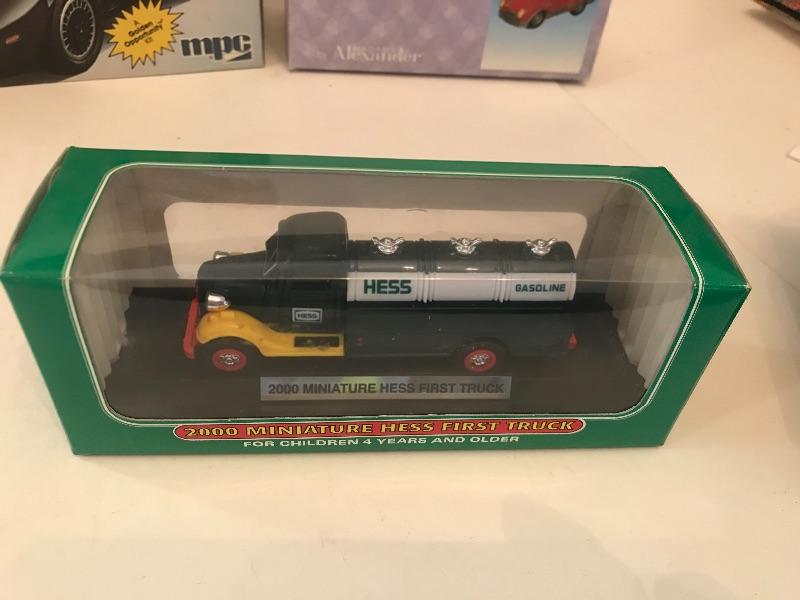 A
Golden
Opportunity
Kit
mpc
Alexander
HESS
GASOLINE
HESS
2000 MINIATURE HESS FIRST TRUCK
2000 MINIATURE HESS FIRST TRUCK
FOR CHILDREN 4 YEARS AND OLDER